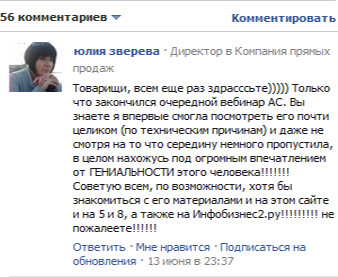 56 комментариев Комментировать
юлия зверева · Директор в Компания прямых
продаж
Товарищи, всем еще раз здрасссьте))))) Только
что закончился очередной вебинар АС. Вы
знаете я впервые смогла посмотреть его почти
целиком (по техническим причинам) и даже не
смотря на то что середину немного пропустила,
в целом нахожусь под огромным впечатлением
от ГЕНИАЛЬНОСТИ этого человека!!!!!!!
Советую всем, по возможности, хотя бы
знакомиться с его материалами и на этом сайте
и на 5 и 8, а также на Инфобизнес2.ру!!!!!!!!! не
пожалеете!!!!!!
Ответить · Мне нравится · Подписаться на
обновления · 13 июня в 23:37